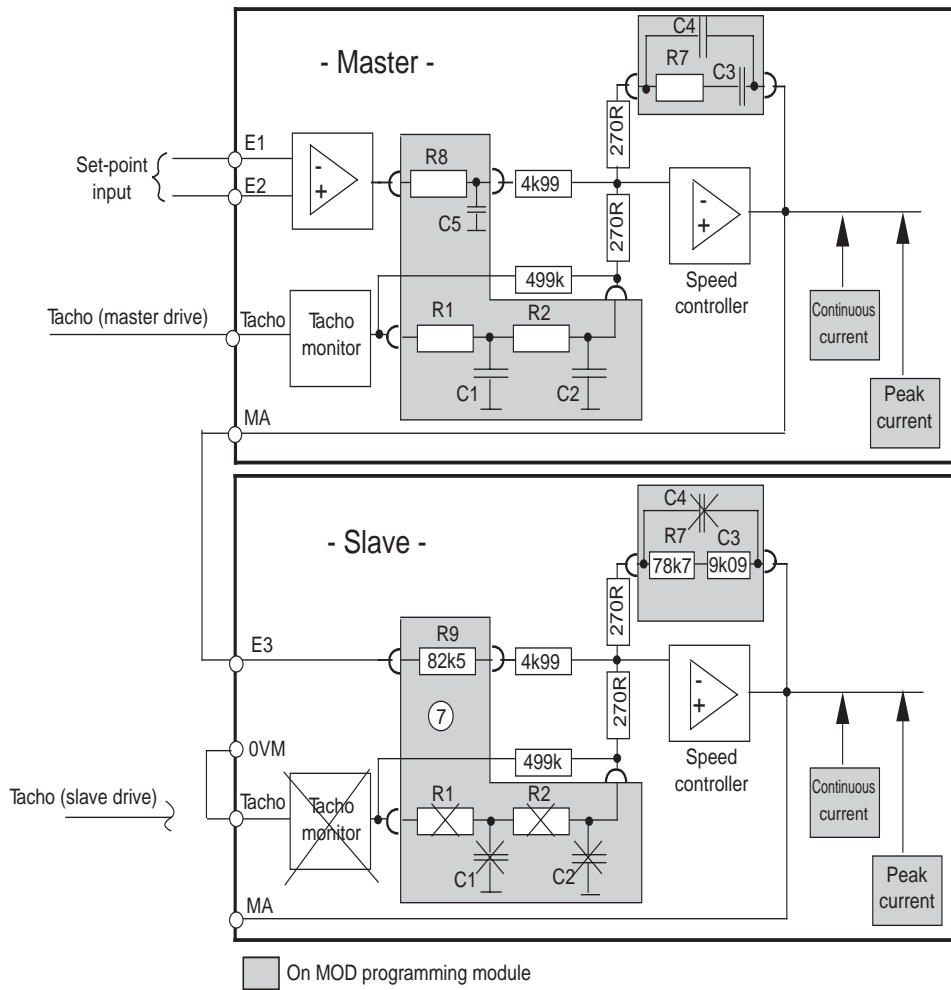 - Master -
C4
R7
C3
270R
E1
Set-point
input
E2
-
+
R8
C5
4k99
270R
-
+
Speed
controller
499k
Tacho (master drive)
Tacho
Tacho
monitor
R1
R2
C1
C2
Continuous
current
Peak
current
MA
- Slave -
C4
R7
C3
78k7
9k09
270R
E3
R9
82k5
4k99
270R
-
+
Speed
controller
7
0VM
499k
Tacho (slave drive)
Tacho
Tacho
monitor
R1
R2
C1
C2
Continuous
current
Peak
current
MA
On MOD programming module